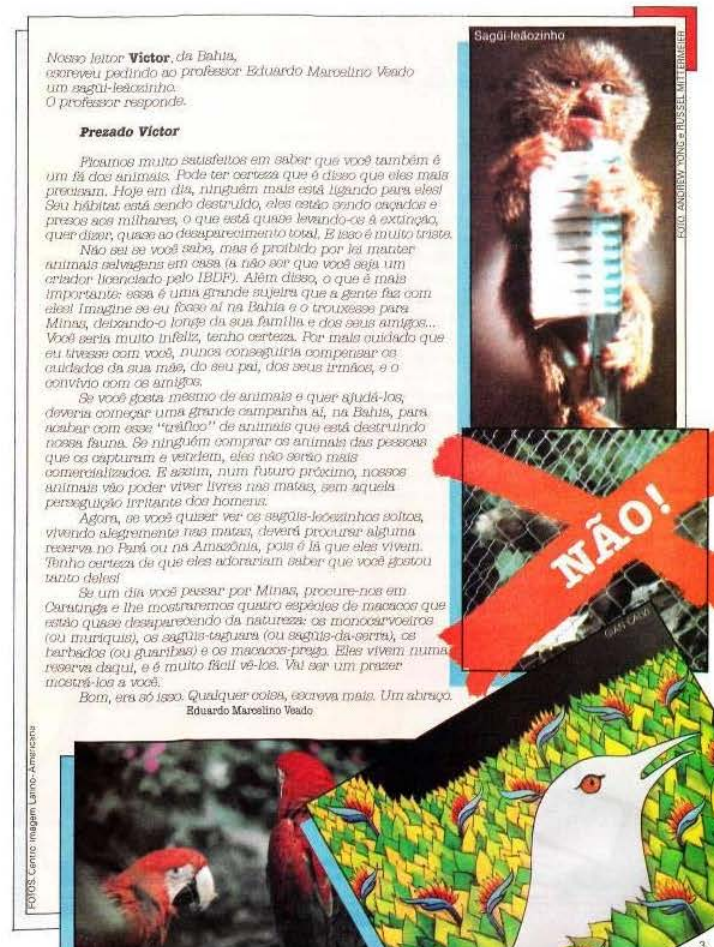 Nosso leitor Victor, da Bahia,
escreveu pedindo ao professor Eduardo Marcelino Veado
um sagüi-leãozinho.
O professor responde.
Prezado Victor
Ficamos muito satisfeitos em saber que você também é
um fã dos animais. Pode ter certeza que é disso que eles mais
precisam. Hoje em dia, ninguém mais está ligando para eles!
Seu hábitat está sendo destruído, eles estão sendo caçados e
presos aos milhares, o que está quase levando-os à extinção,
quer dizer, quase ao desaparecimento total. E isso é muito triste.
Não sei se você sabe, mas é proibido por lei manter
animais selvagens em casa (a não ser que você seja um
criador licenciado pelo IBDF). Além disso, o que é mais
importante: essa é uma grande sujeira que a gente faz com
eles! Imagine se eu fosse aí na Bahia e o trouxesse para
Minas, deixando-o longe da sua família e dos seus amigos...
Você seria muito infeliz, tenho certeza. Por mais cuidado que
eu tivesse com você, nunca conseguiria compensar os
cuidados da sua mãe, do seu pai, dos seus irmãos, e o
convívio com os amigos.
Se você gosta mesmo de animais e quer ajudá-los,
deveria começar uma grande campanha aí, na Bahia, para
acabar com esse "tráfico" de animais que está destruindo
nossa fauna. Se ninguém comprar os animais das pessoas
que os capturam e vendem, eles não serão mais
comercializados. E assim, num futuro próximo, nossos
animais vão poder viver livres nas matas, sem aquela
perseguição irritante dos homens.
Agora, se você quiser ver os sagüis-leõezinhos soltos,
vivendo alegremente nas matas, deverá procurar alguma
reserva no Pará ou na Amazônia, pois é lá que eles vivem.
Tenho certeza de que eles adorariam saber que você gostou
tanto deles!
Se um dia você passar por Minas, procure-nos em
Caratinga e lhe mostraremos quatro espécies de macacos que
estão quase desaparecendo da natureza: os monocarvoeiros
(ou muriquis), os sagüis-taguara (ou sagüis-da-serra), os
barbados (ou guaribas) e os macacos-prego. Eles vivem numa
reserva daqui, e é muito fácil vê-los. Vai ser um prazer
mostrá-los a você.
Bom, era só isso. Qualquer coisa, escreva mais. Um abraço.
Eduardo Marcelino Veado
Sagüi-leãozinho
FOTO: ANDREW YONG e RUSSEL MITTERMEIER
NÃO!
GIAN CALVI
FOTOS: Centro Imagem Latino-Americana
3